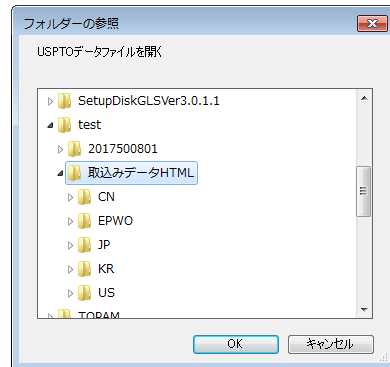 フォルダーの参照
USPTOデータファイルを開く
SetupDiskGLSVer3.0.1.1
test
2017500801
取込みデータHTML
CN
EPWO
JP
KR
US
TOPAM
OK
キャンセル